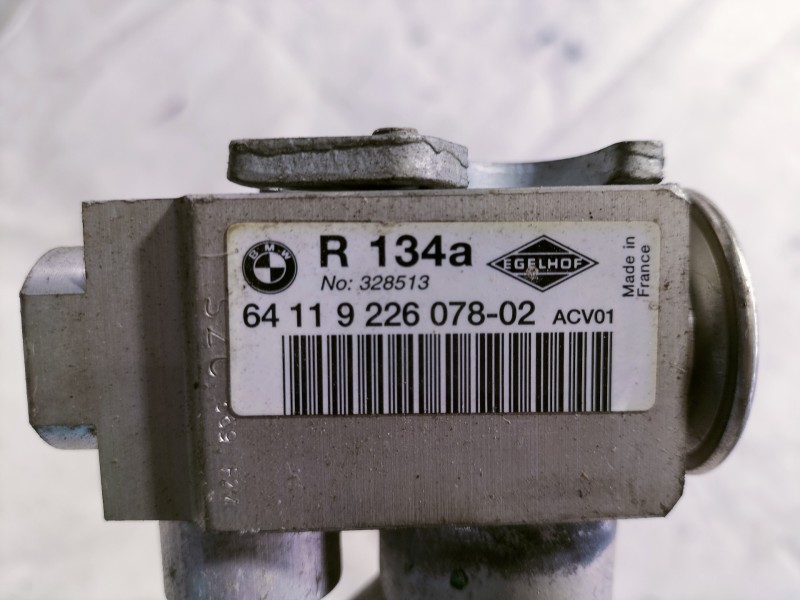 BMW
R 134a
EGELHOF
No: 328513
64 11 9 226 078-02 ACV01
Made in
France